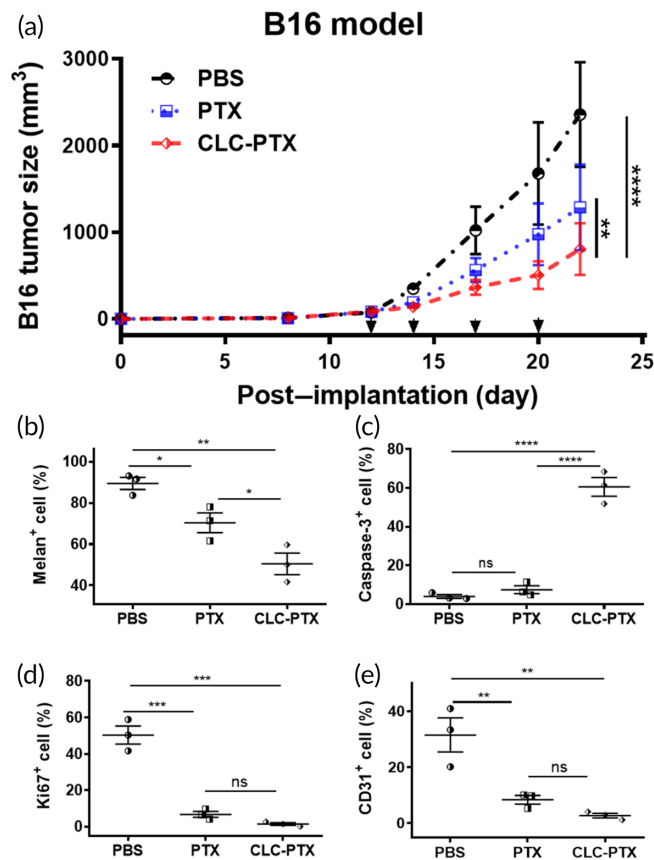 (a)
B16 model
B16 tumor size (mm³)
3000
2000
1000
0
PBS
PTX
CLC-PTX
****
**
0 5 10 15 20 25
Post–implantation (day)
(b)
Melan⁺ cell (%)
100
80
60
40
**
*
*
PBS PTX CLC-PTX
(c)
Caspase-3⁺ cell (%)
80
60
40
20
0
****
****
ns
PBS PTX CLC-PTX
(d)
Ki67⁺ cell (%)
80
60
40
20
0
***
***
ns
PBS PTX CLC-PTX
(e)
CD31⁺ cell (%)
40
20
0
**
**
ns
PBS PTX CLC-PTX